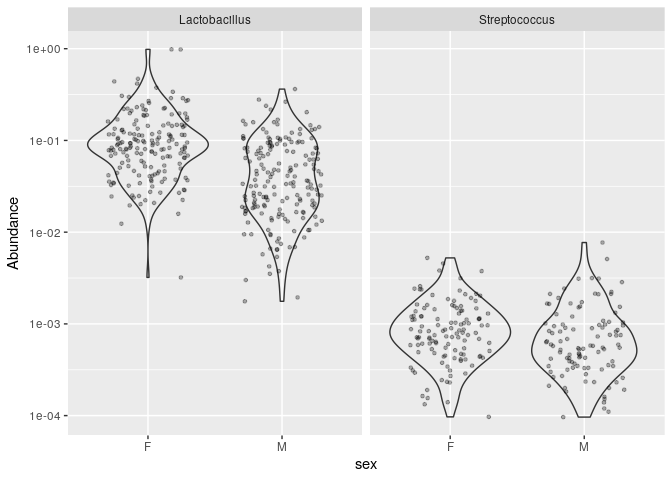 Lactobacillus
Streptococcus
Abundance
1e+00
1e-01
1e-02
1e-03
1e-04
F
M
F
M
sex